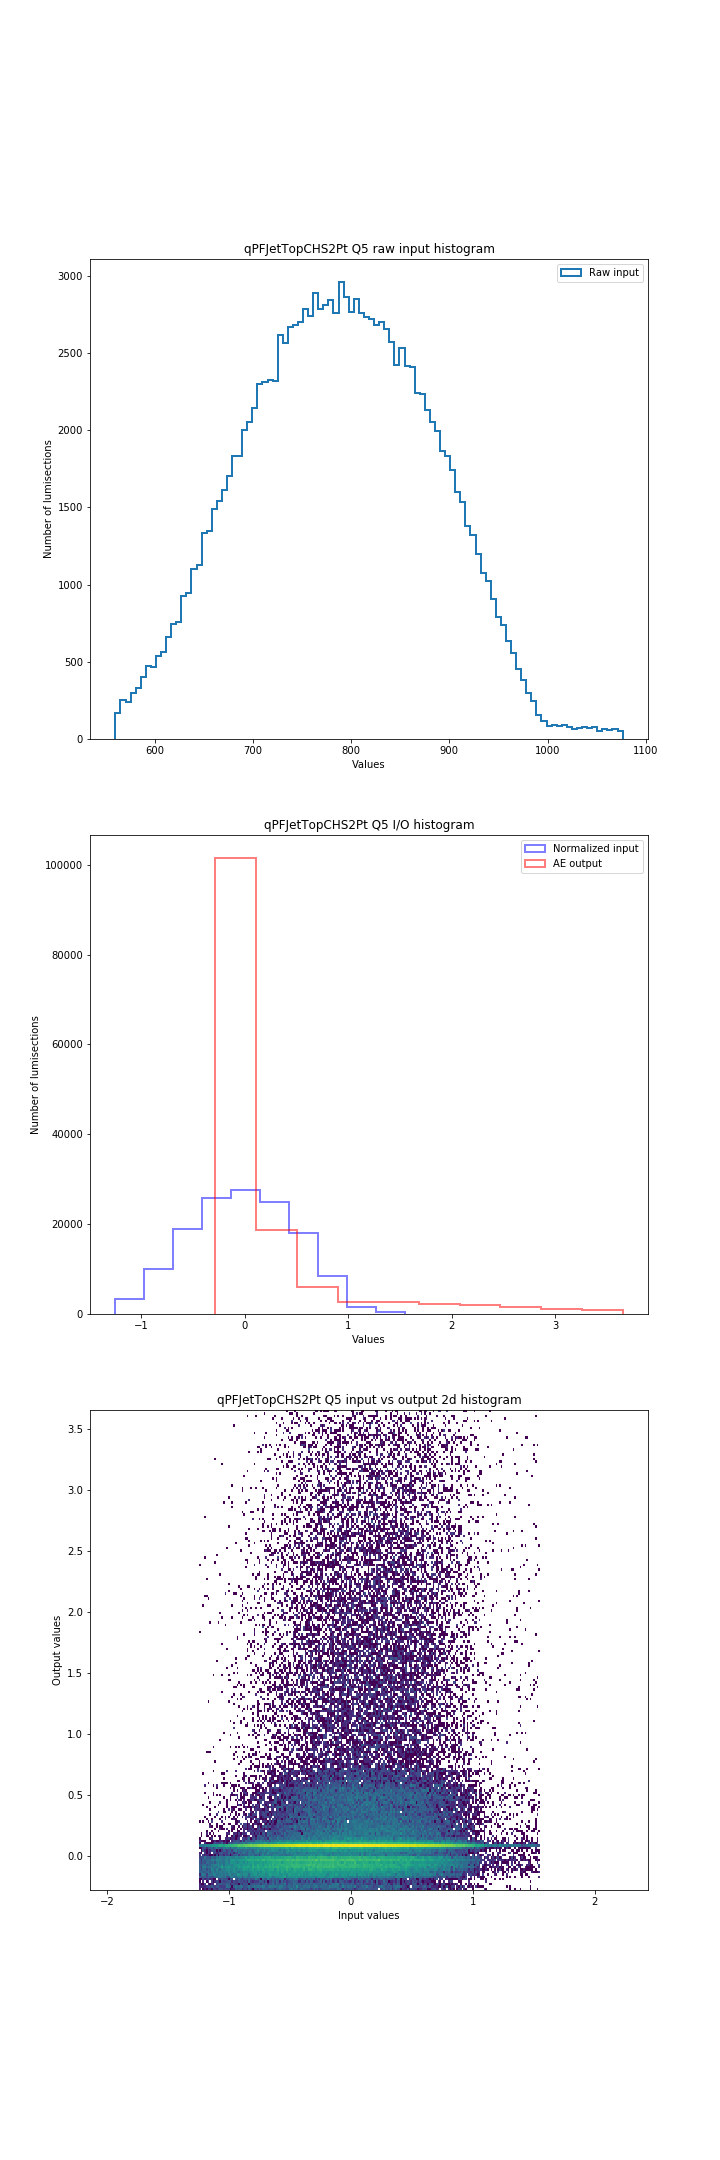 qPFJetTopCHS2Pt Q5 raw input histogram
Raw input
3000
2500
2000
1500
1000
500
0
Number of lumisections
600 700 800 900 1000 1100
Values
qPFJetTopCHS2Pt Q5 I/O histogram
Normalized input
AE output
100000
80000
60000
40000
20000
0
Number of lumisections
−1 0 1 2 3
Values
qPFJetTopCHS2Pt Q5 input vs output 2d histogram
3.5
3.0
2.5
2.0
1.5
1.0
0.5
0.0
Output values
−2 −1 0 1 2
Input values